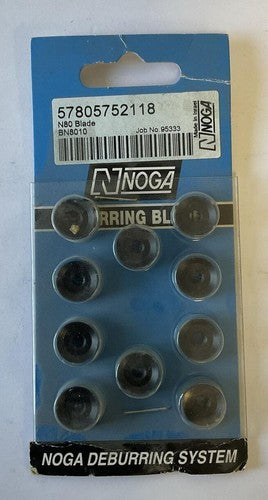 57805752118
N80 Blade
BN8010
Job No.95333
Made in Israel
NOGA
NOGA
RRING BL
NOGA DEBURRING SYSTEM